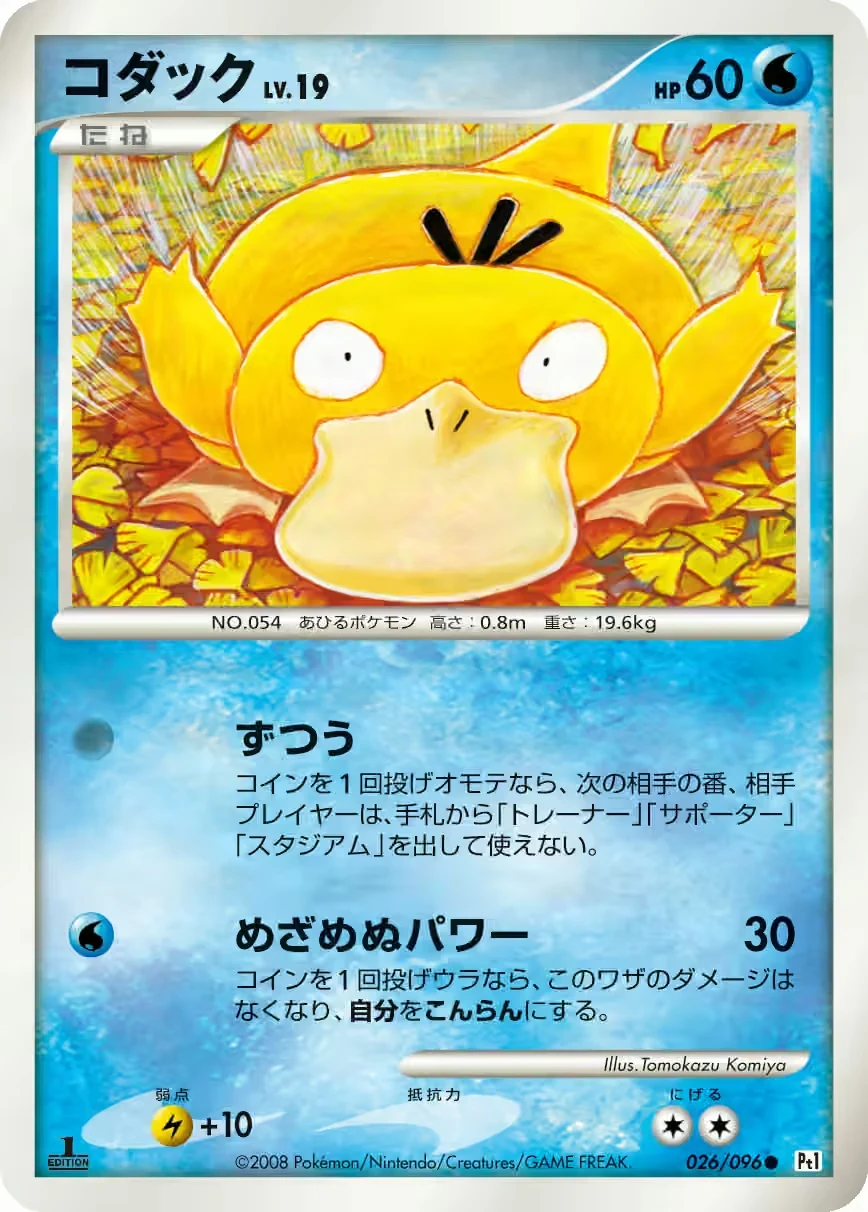 コダック LV.19 HP60
たね
NO.054 あひるポケモン 高さ:0.8m 重さ:19.6kg
ずつう
コインを1回投げオモテなら、次の相手の番、相手
プレイヤーは、手札から「トレーナー」「サポーター」
「スタジアム」を出して使えない。
めざめぬパワー 30
コインを1回投げウラなら、このワザのダメージは
なくなり、自分をこんらんにする。
Illus.Tomokazu Komiya
弱点 抵抗力 にげる
+10
1 EDITION
©2008 Pokémon/Nintendo/Creatures/GAME FREAK. 026/096● Pt1